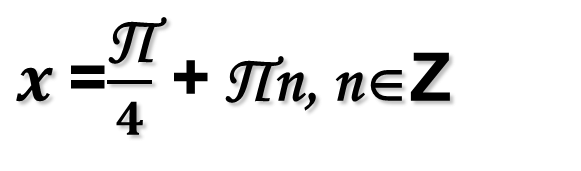 x = π/4 + πn, n∈Z